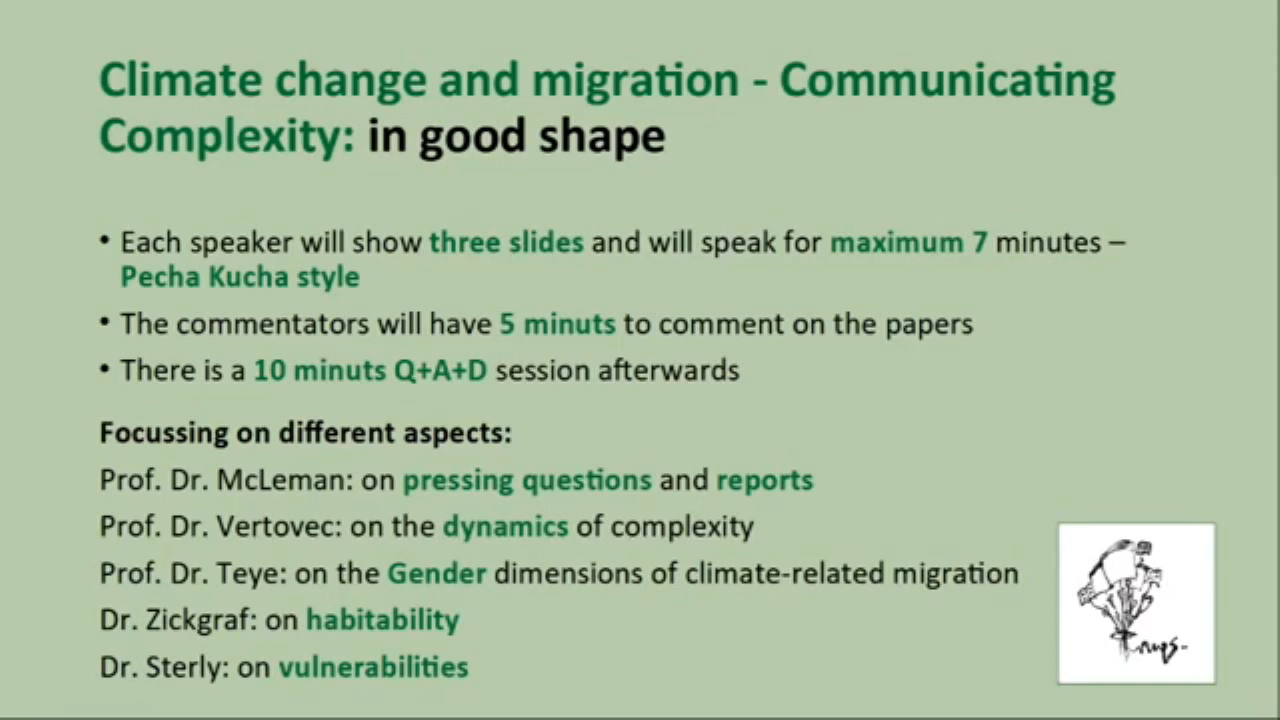 Climate change and migration - Communicating
Complexity: in good shape
• Each speaker will show three slides and will speak for maximum 7 minutes –
Pecha Kucha style
• The commentators will have 5 minuts to comment on the papers
• There is a 10 minuts Q+A+D session afterwards
Focussing on different aspects:
Prof. Dr. McLeman: on pressing questions and reports
Prof. Dr. Vertovec: on the dynamics of complexity
Prof. Dr. Teye: on the Gender dimensions of climate-related migration
Dr. Zickgraf: on habitability
Dr. Sterly: on vulnerabilities